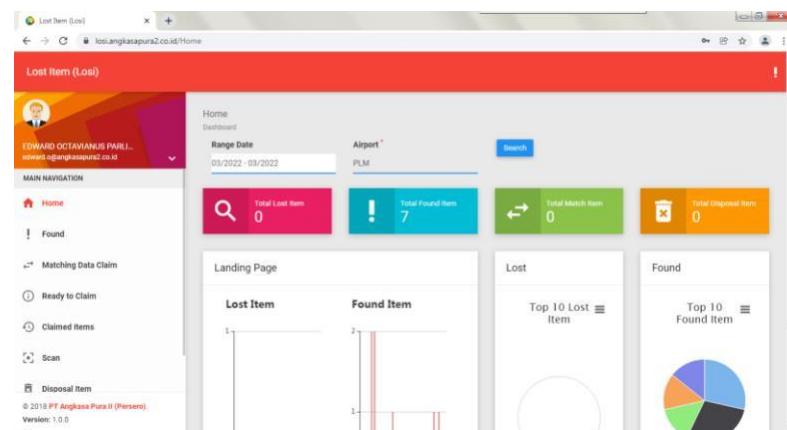 Lost Item (Losi)
losi.angkasapura2.co.id/Home
Lost Item (Losi)
EDWARD OCTAVIANUS PARLI...
edward.o@angkasapura2.co.id
MAIN NAVIGATION
Home
Found
Matching Data Claim
Ready to Claim
Claimed Items
Scan
Disposal Item
© 2018 PT Angkasa Pura II (Persero).
Version: 1.0.0
Home
Dashboard
Range Date
03/2022 - 03/2022
Airport *
PLM
Search
Total Lost Item
0
Total Found Item
7
Total Match Item
0
Total Disposal Item
0
Landing Page
Lost Item
1
Found Item
2
1
Lost
Top 10 Lost
Item
Found
Top 10
Found Item